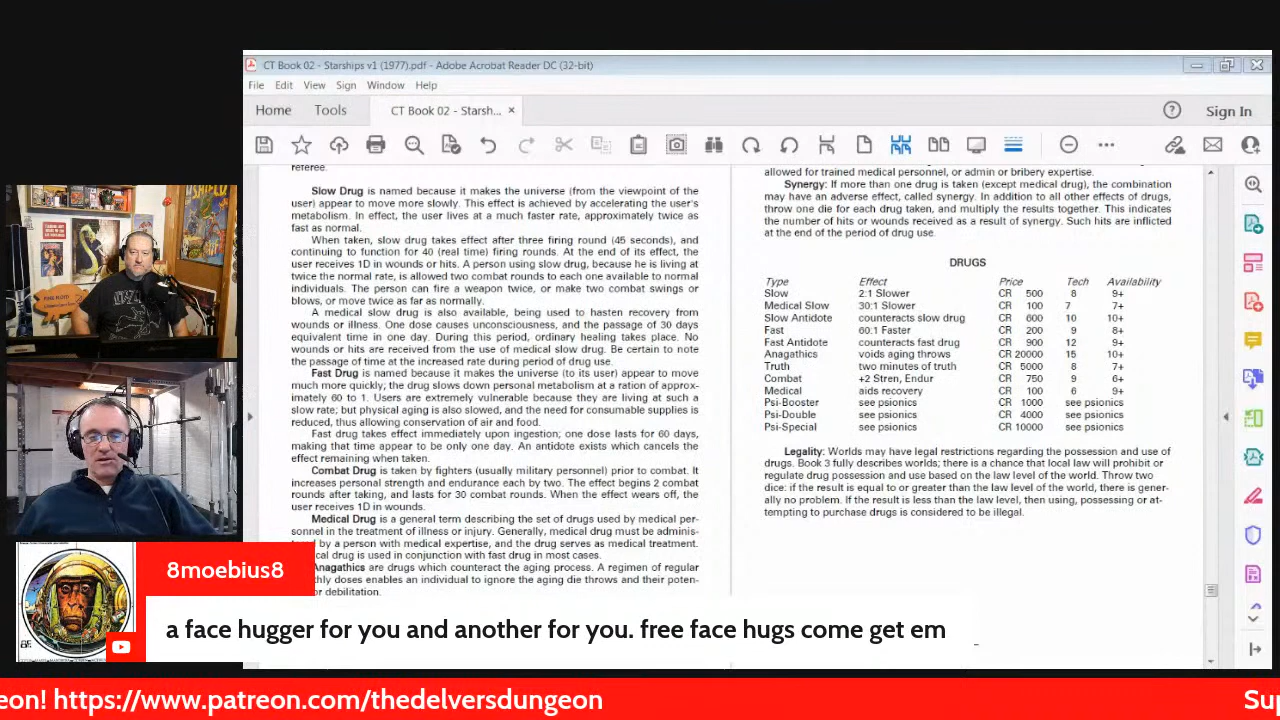 CT Book 02 - Starships v1 (1977).pdf - Adobe Acrobat Reader DC (32-bit)
File Edit View Sign Window Help
Home Tools CT Book 02 - Starsh... × Sign In
referee.
Slow Drug is named because it makes the universe (from the viewpoint of the
user) appear to move more slowly. This effect is achieved by accelerating the user's
metabolism. In effect, the user lives at a much faster rate, approximately twice as
fast as normal.
When taken, slow drug takes effect after three firing round (45 seconds), and
continuing to function for 40 (real time) firing rounds. At the end of its effect, the
user receives 1D in wounds or hits. A person using slow drug, because he is living at
twice the normal rate, is allowed two combat rounds to each one available to normal
individuals. The person can fire a weapon twice, or make two combat swings or
blows, or move twice as far as normally.
A medical slow drug is also available, being used to hasten recovery from
wounds or illness. One dose causes unconsciousness, and the passage of 30 days
equivalent time in one day. During this period, ordinary healing takes place. No
wounds or hits are received from the use of medical slow drug. Be certain to note
the passage of time at the increased rate during period of drug use.
Fast Drug is named because it makes the universe (to its user) appear to move
much more quickly; the drug slows down personal metabolism at a ration of approx-
imately 60 to 1. Users are extremely vulnerable because they are living at such a
slow rate; but physical aging is also slowed, and the need for consumable supplies is
reduced, thus allowing conservation of air and food.
Fast drug takes effect immediately upon ingestion; one dose lasts for 60 days,
making that time appear to be only one day. An antidote exists which cancels the
effect remaining when taken.
Combat Drug is taken by fighters (usually military personnel) prior to combat. It
increases personal strength and endurance each by two. The effect begins 2 combat
rounds after taking, and lasts for 30 combat rounds. When the effect wears off, the
user receives 1D in wounds.
Medical Drug is a general term describing the set of drugs used by medical per-
sonnel in the treatment of illness or injury. Generally, medical drug must be adminis-
by a person with medical expertise, and the drug serves as medical treatment.
cal drug is used in conjunction with fast drug in most cases.
Anagathics are drugs which counteract the aging process. A regimen of regular
thly doses enables an individual to ignore the aging die throws and their poten-
or debilitation.
allowed for trained medical personnel, or admin or bribery expertise.
Synergy: If more than one drug is taken (except medical drug), the combination
may have an adverse effect, called synergy. In addition to all other effects of drugs,
throw one die for each drug taken, and multiply the results together. This indicates
the number of hits or wounds received as a result of synergy. Such hits are inflicted
at the end of the period of drug use.
DRUGS
Type Effect Price Tech Availability
Slow 2:1 Slower CR 500 8 9+
Medical Slow 30:1 Slower CR 100 7 7+
Slow Antidote counteracts slow drug CR 600 10 10+
Fast 60:1 Faster CR 200 9 8+
Fast Antidote counteracts fast drug CR 900 12 9+
Anagathics voids aging throws CR 20000 15 10+
Truth two minutes of truth CR 5000 8 7+
Combat +2 Stren, Endur CR 750 9 6+
Medical aids recovery CR 100 6 9+
Psi-Booster see psionics CR 1000 see psionics
Psi-Double see psionics CR 4000 see psionics
Psi-Special see psionics CR 10000 see psionics
Legality: Worlds may have legal restrictions regarding the possession and use of
drugs. Book 3 fully describes worlds; there is a chance that local law will prohibit or
regulate drug possession and use based on the law level of the world. Throw two
dice: if the result is equal to or greater than the law level of the world, there is gener-
ally no problem. If the result is less than the law level, then using, possessing or at-
tempting to purchase drugs is considered to be illegal.
8moebius8
a face hugger for you and another for you. free face hugs come get em
eon! https://www.patreon.com/thedelversdungeon Sup